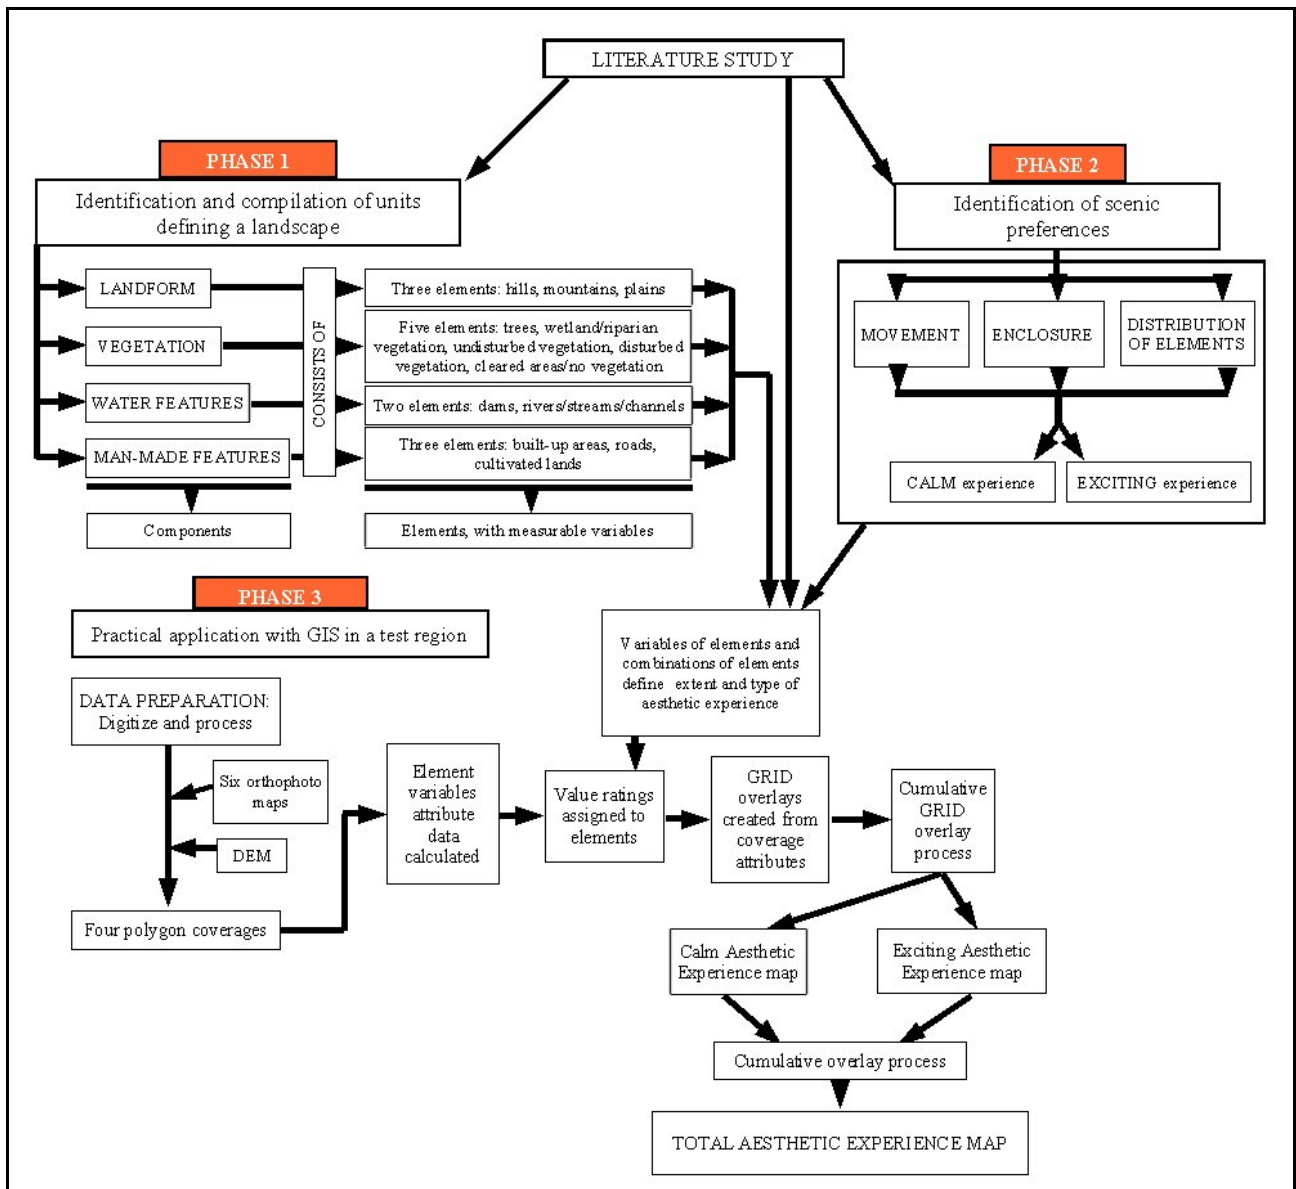 LITERATURE STUDY
PHASE 1
Identification and compilation of units
defining a landscape
LANDFORM
VEGETATION
WATER FEATURES
MAN-MADE FEATURES
CONSISTS OF
Three elements: hills, mountains, plains
Five elements: trees, wetland/riparian
vegetation, undisturbed vegetation, disturbed
vegetation, cleared areas/no vegetation
Two elements: dams, rivers/streams/channels
Three elements: built-up areas, roads,
cultivated lands
Components
Elements, with measurable variables
PHASE 2
Identification of scenic
preferences
MOVEMENT
ENCLOSURE
DISTRIBUTION
OF ELEMENTS
CALM experience
EXCITING experience
PHASE 3
Practical application with GIS in a test region
Variables of elements and
combinations of elements
define extent and type of
aesthetic experience
DATA PREPARATION:
Digitize and process
Six orthophoto
maps
DEM
Four polygon coverages
Element
variables
attribute
data
calculated
Value ratings
assigned to
elements
GRID
overlays
created from
coverage
attributes
Cumulative
GRID
overlay
process
Calm Aesthetic
Experience map
Exciting Aesthetic
Experience map
Cumulative overlay process
TOTAL AESTHETIC EXPERIENCE MAP